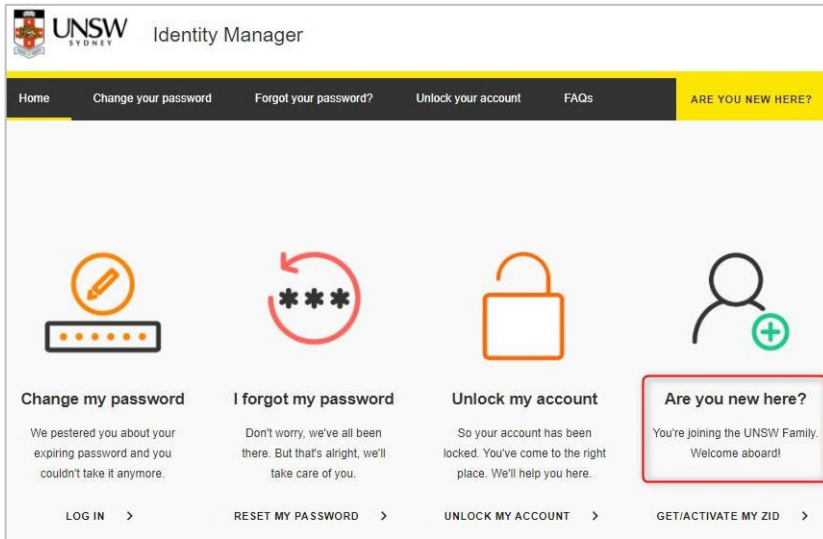 UNSW
SYDNEY
Identity Manager
Home Change your password Forgot your password? Unlock your account FAQs ARE YOU NEW HERE?
***
Change my password
We pestered you about your
expiring password and you
couldn't take it anymore.
LOG IN >
I forgot my password
Don't worry, we've all been
there. But that's alright, we'll
take care of you.
RESET MY PASSWORD >
Unlock my account
So your account has been
locked. You've come to the right
place. We'll help you here.
UNLOCK MY ACCOUNT >
Are you new here?
You're joining the UNSW Family.
Welcome aboard!
GET/ACTIVATE MY ZID >